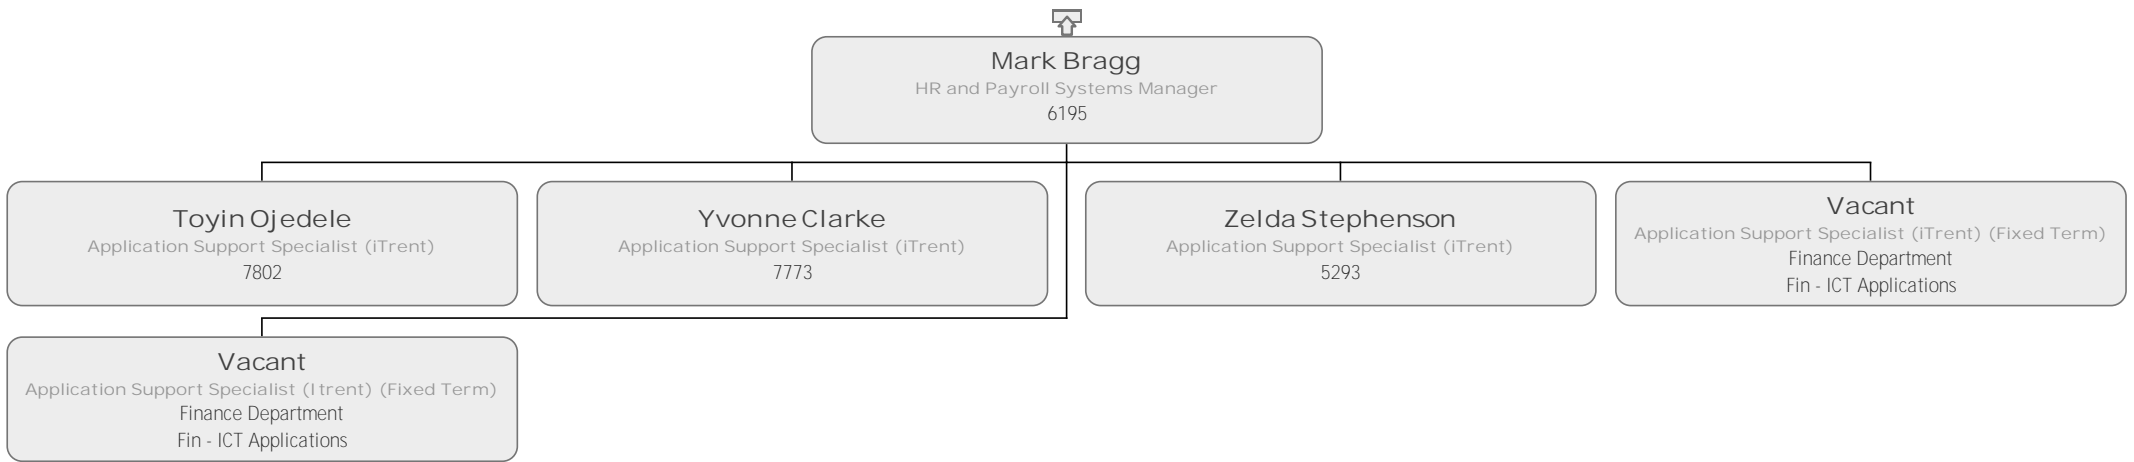 Mark Bragg
HR and Payroll Systems Manager
6195
Toyin Ojedele
Application Support Specialist (iTrent)
7802
Yvonne Clarke
Application Support Specialist (iTrent)
7773
Zelda Stephenson
Application Support Specialist (iTrent)
5293
Vacant
Application Support Specialist (iTrent) (Fixed Term)
Finance Department
Fin - ICT Applications
Vacant
Application Support Specialist (Itrent) (Fixed Term)
Finance Department
Fin - ICT Applications